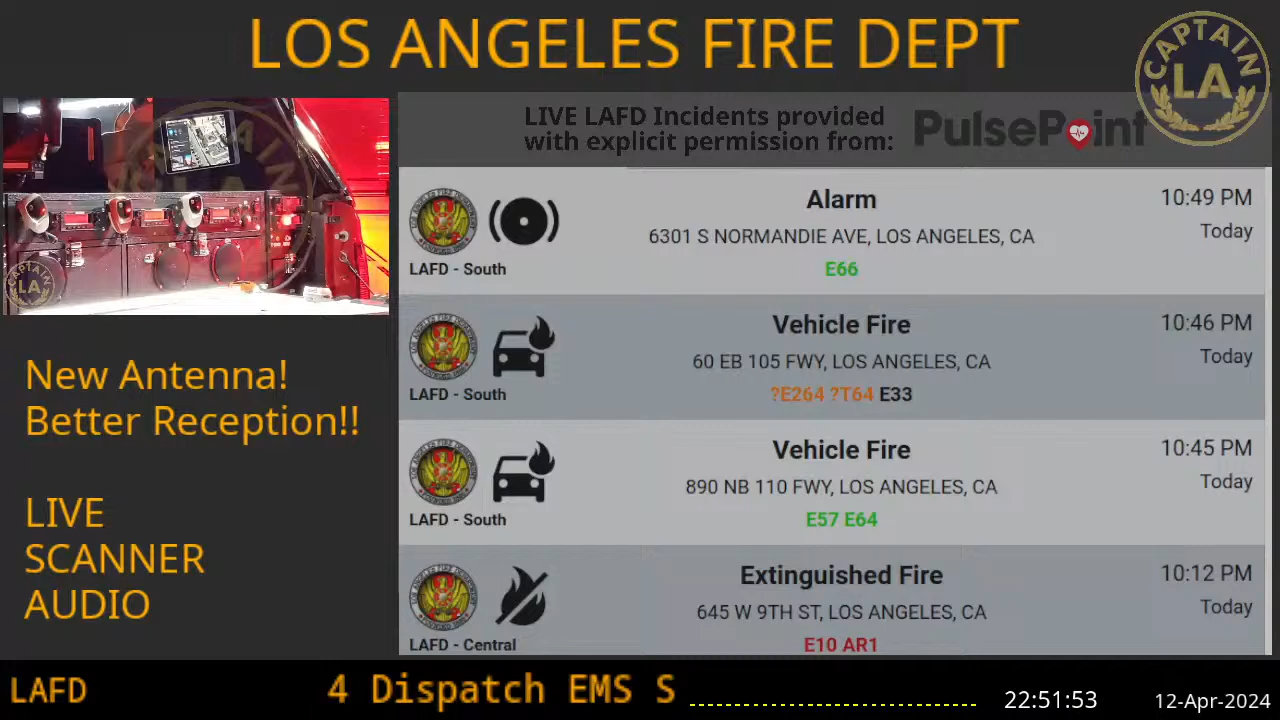 LOS ANGELES FIRE DEPT
CAPTAIN
LA
LIVE LAFD Incidents provided
with explicit permission from:
PulsePoint
CAPTAIN
LA
Alarm
10:49 PM
6301 S NORMANDIE AVE, LOS ANGELES, CA
Today
LAFD - South
E66
Vehicle Fire
10:46 PM
60 EB 105 FWY, LOS ANGELES, CA
Today
LAFD - South
?E264 ?T64 E33
Vehicle Fire
10:45 PM
890 NB 110 FWY, LOS ANGELES, CA
Today
LAFD - South
E57 E64
Extinguished Fire
10:12 PM
645 W 9TH ST, LOS ANGELES, CA
Today
LAFD - Central
E10 AR1
New Antenna!
Better Reception!!
LIVE
SCANNER
AUDIO
LAFD
4 Dispatch EMS S
22:51:53
12-Apr-2024